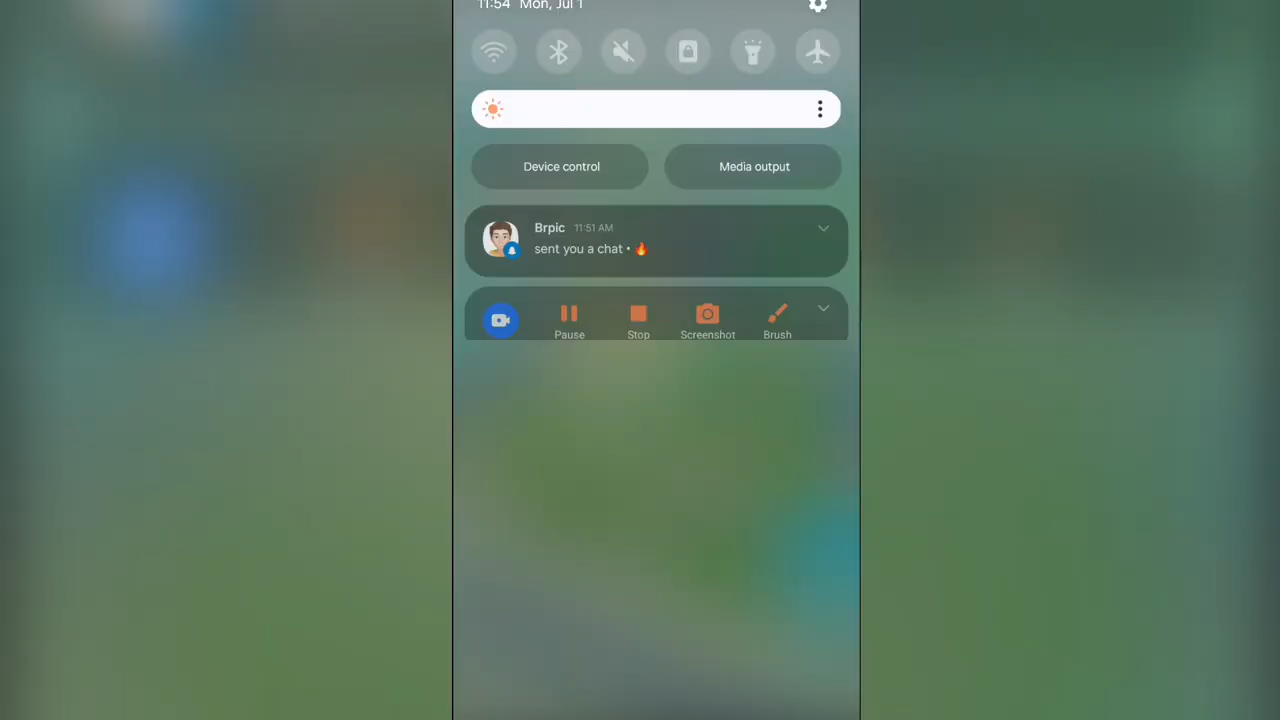 11:54 Mon, Jul 1
Device control
Media output
Brpic 11:51 AM
sent you a chat • 🔥
Pause
Stop
Screenshot
Brush